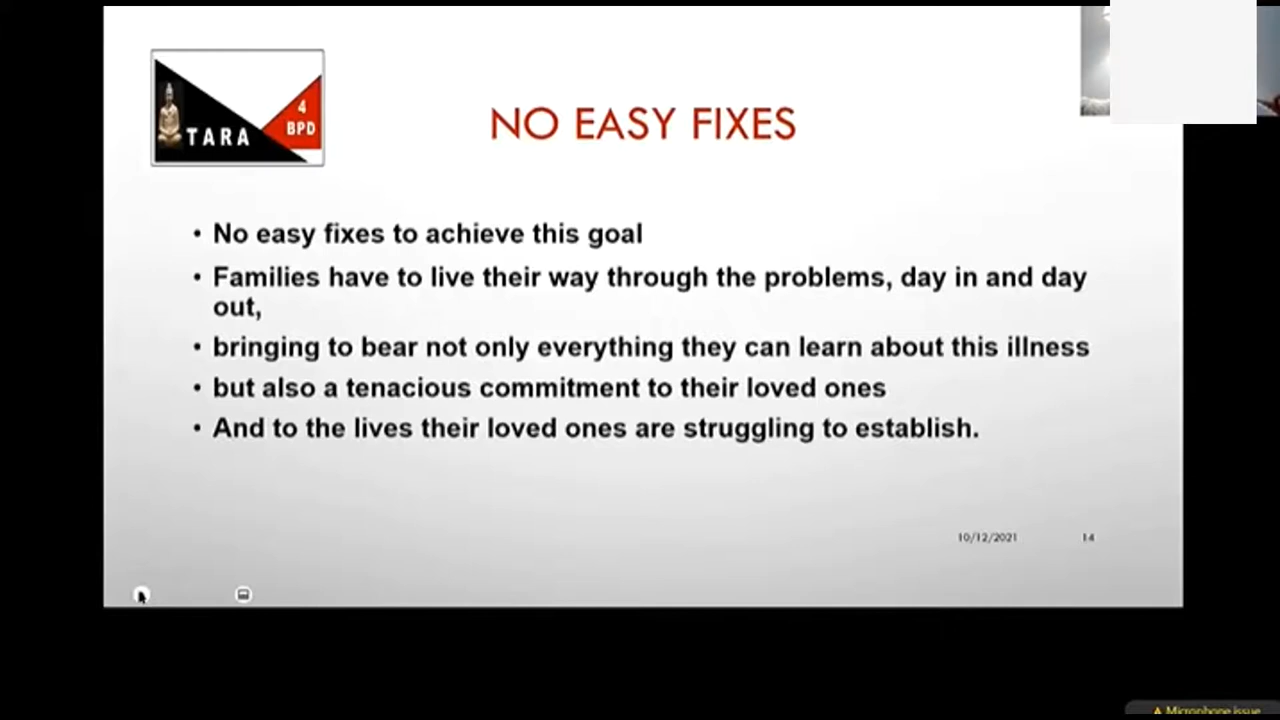 4
BPD
TARA
NO EASY FIXES
• No easy fixes to achieve this goal
• Families have to live their way through the problems, day in and day
out,
• bringing to bear not only everything they can learn about this illness
• but also a tenacious commitment to their loved ones
• And to the lives their loved ones are struggling to establish.
10/12/2021 14
Microphone issue